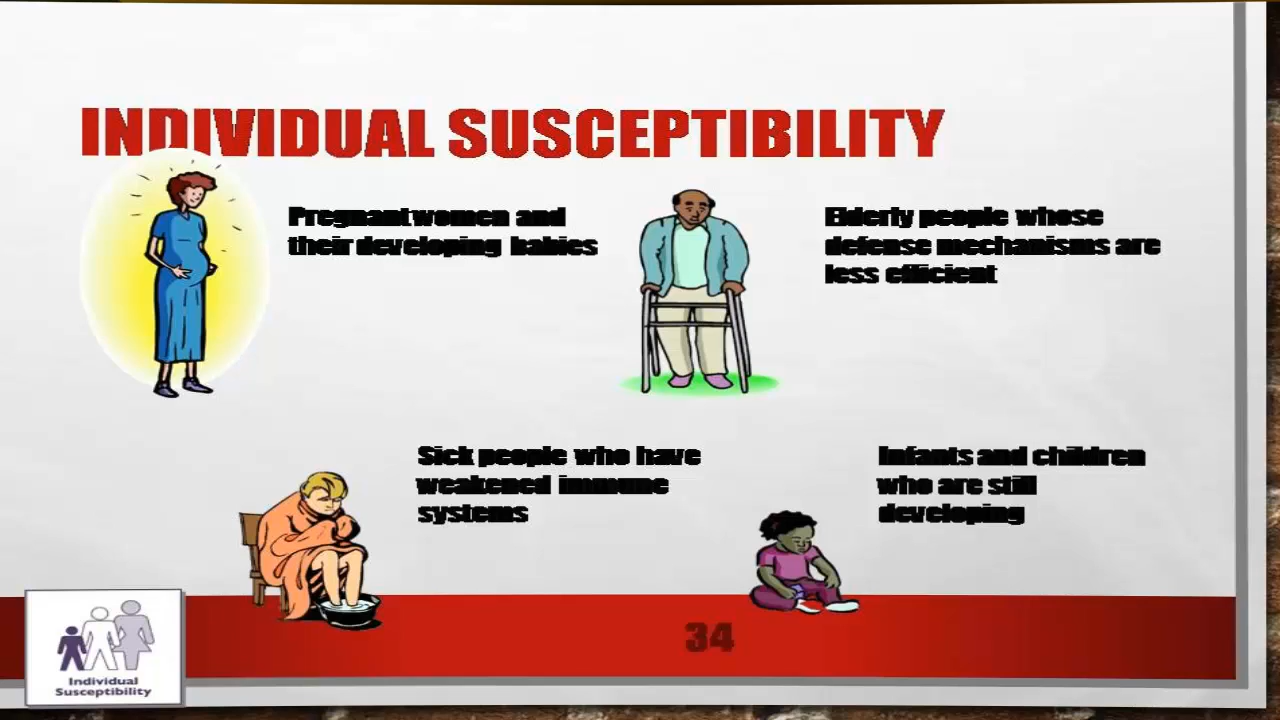 INDIVIDUAL SUSCEPTIBILITY
Pregnant women and
their developing babies
Elderly people whose
defense mechanisms are
less efficient
Sick people who have
weakened immune
systems
Infants and children
who are still
developing
34
Individual
Susceptibility